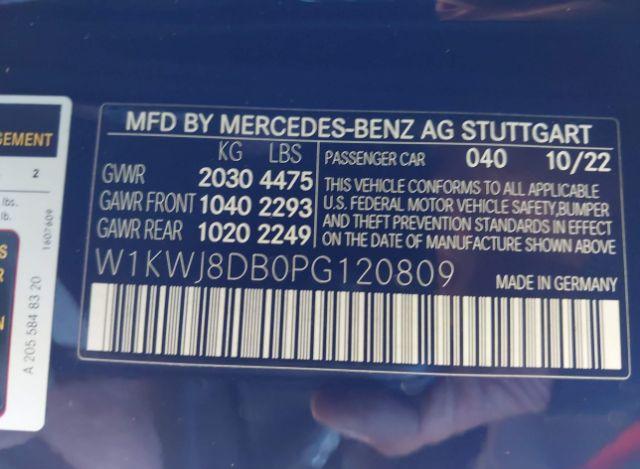 MFD BY MERCEDES-BENZ AG STUTTGART
KG LBS
GVWR 2030 4475
GAWR FRONT 1040 2293
GAWR REAR 1020 2249
PASSENGER CAR 040 10/22
THIS VEHICLE CONFORMS TO ALL APPLICABLE
U.S. FEDERAL MOTOR VEHICLE SAFETY,BUMPER
AND THEFT PREVENTION STANDARDS IN EFFECT
ON THE DATE OF MANUFACTURE SHOWN ABOVE
W1KWJ8DB0PG120809 MADE IN GERMANY
GEMENT
2
lbs.
lb.
1607609
A 205 584 83 20